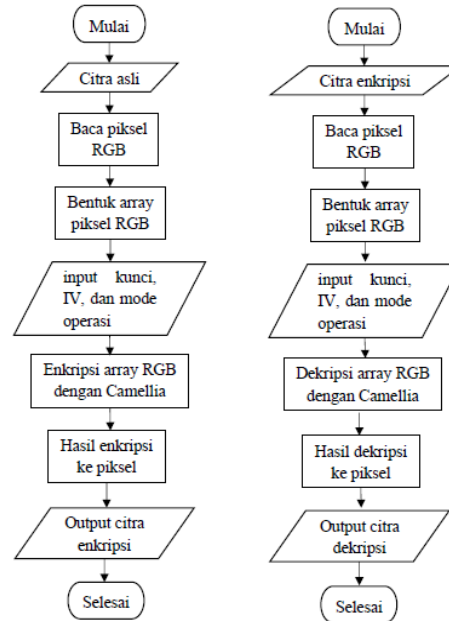 Mulai
Citra asli
Baca piksel
RGB
Bentuk array
piksel RGB
input kunci,
IV, dan mode
operasi
Enkripsi array RGB
dengan Camellia
Hasil enkripsi
ke piksel
Output citra
enkripsi
Selesai
Mulai
Citra enkripsi
Baca piksel
RGB
Bentuk array
piksel RGB
input kunci,
IV, dan mode
operasi
Dekripsi array RGB
dengan Camellia
Hasil dekripsi
ke piksel
Output citra
dekripsi
Selesai